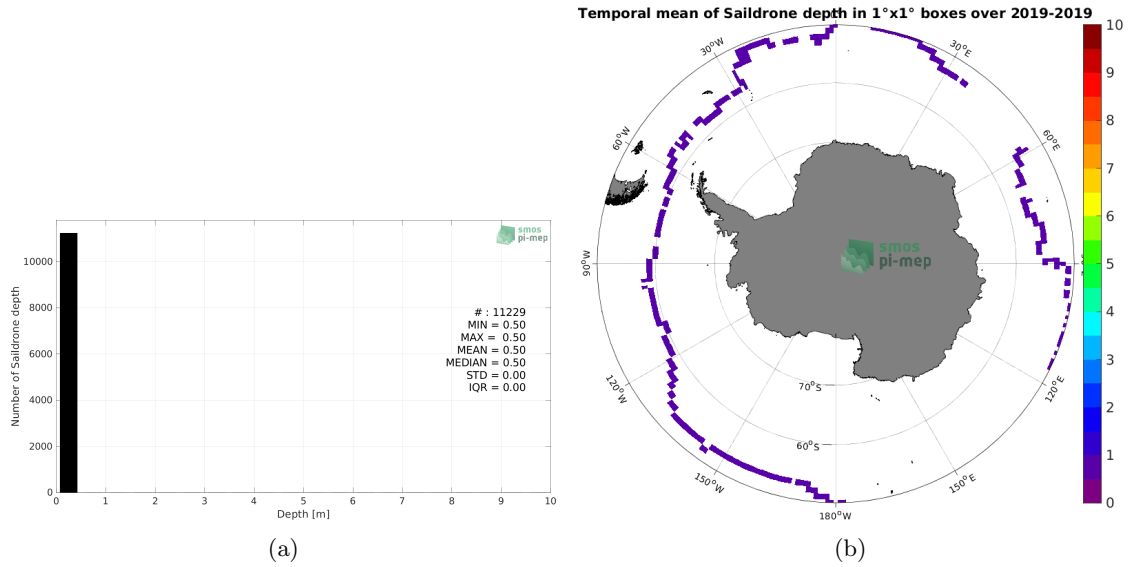 Temporal mean of Saildrone depth in 1°x1° boxes over 2019-2019
smos
pi-mep
# : 11229
MIN = 0.50
MAX = 0.50
MEAN = 0.50
MEDIAN = 0.50
STD = 0.00
IQR = 0.00
Number of Saildrone depth
10000
8000
6000
4000
2000
0
0 1 2 3 4 5 6 7 8 9 10
Depth [m]
(a)
30°W
30°E
60°W
60°E
90°W
smos
pi-mep
120°W
120°E
70°S
60°S
150°W
150°E
180°W
10
9
8
7
6
5
4
3
2
1
0
(b)